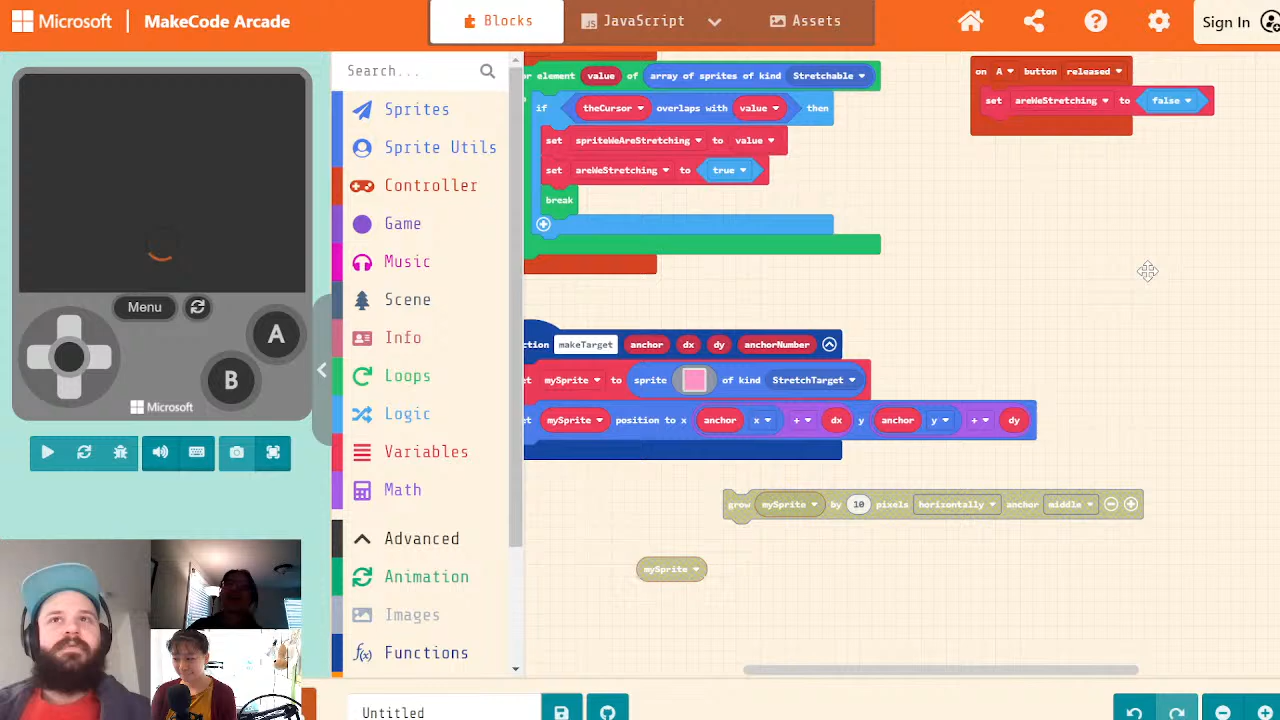 Microsoft | MakeCode Arcade
Blocks
JavaScript
Assets
Sign In
Search...
Sprites
Sprite Utils
Controller
Game
Music
Scene
Info
Loops
Logic
Variables
Math
Advanced
Animation
Images
Functions
Menu
A
B
Microsoft
or element value of array of sprites of kind Stretchable
if theCursor overlaps with value then
set spriteWeAreStretching to value
set areWeStretching to true
break
on A button released
set areWeStretching to false
ction makeTarget anchor dx dy anchorNumber
et mySprite to sprite of kind StretchTarget
et mySprite position to x anchor x + dx y anchor y + dy
grow mySprite by 10 pixels horizontally anchor middle
mySprite
Untitled